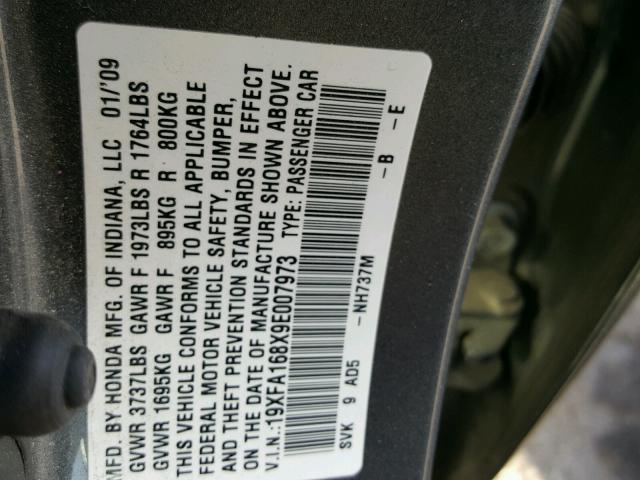 MFD. BY HONDA MFG. OF INDIANA, LLC 01/'09
GVWR 3737LBS GAWR F 1973LBS R 1764LBS
GVWR 1695KG GAWR F 895KG R 800KG
THIS VEHICLE CONFORMS TO ALL APPLICABLE
FEDERAL MOTOR VEHICLE SAFETY, BUMPER,
AND THEFT PREVENTION STANDARDS IN EFFECT
ON THE DATE OF MANUFACTURE SHOWN ABOVE.
V.I.N.:19XFA168X9E007973 TYPE: PASSENGER CAR
SVK 9 AD5 -NH737M -B -E